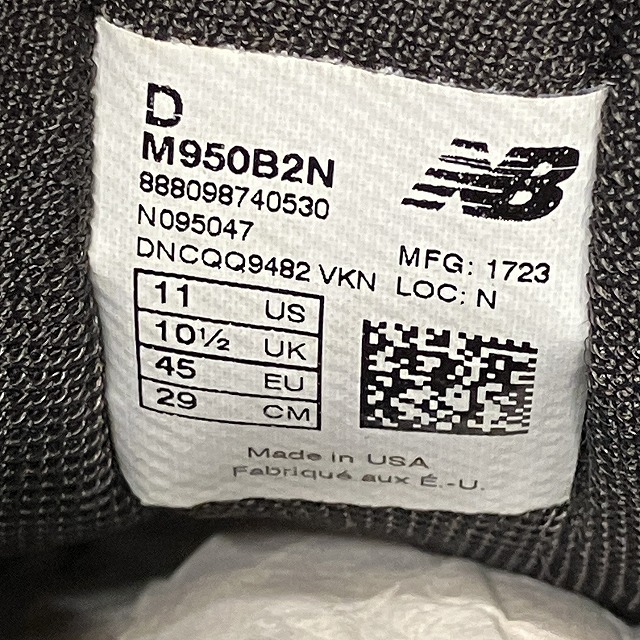 D
M950B2N
888098740530
N095047
DNCQQ9482 VKN
NB
MFG: 1723
LOC: N
11 US
10½ UK
45 EU
29 CM
Made in USA
Fabriqué aux É.-U.